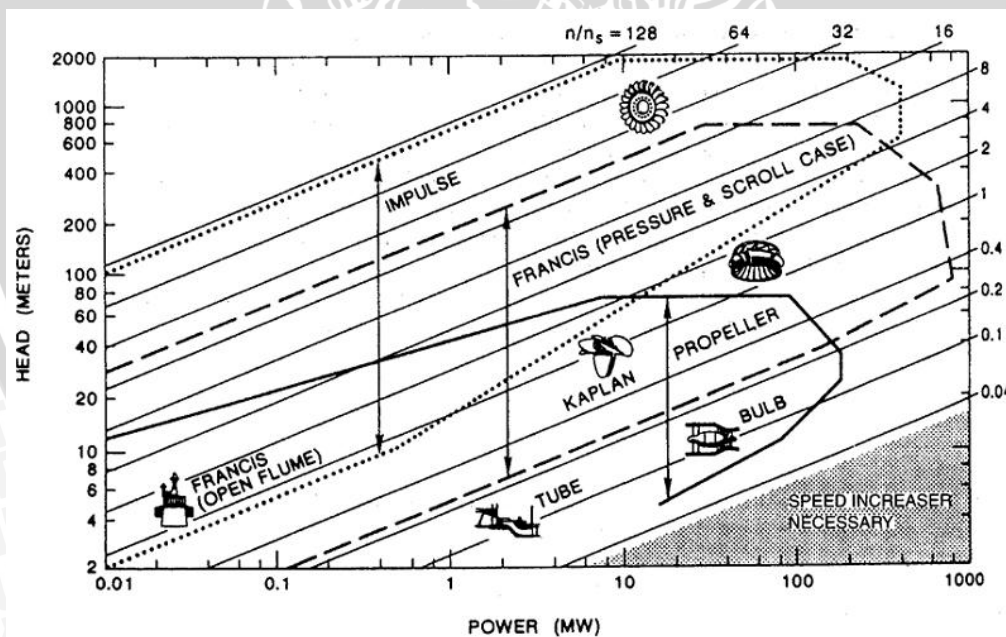 n/nₛ = 128 64 32 16
2000
1000
800
600
400
200
100
80
60
40
20
10
8
6
4
2
HEAD (METERS)
8
4
2
1
0.4
0.2
0.1
0.04
IMPULSE
FRANCIS (PRESSURE & SCROLL CASE)
PROPELLER
KAPLAN
BULB
FRANCIS
(OPEN FLUME)
TUBE
SPEED INCREASER
NECESSARY
0.01 0.1 1 10 100 1000
POWER (MW)